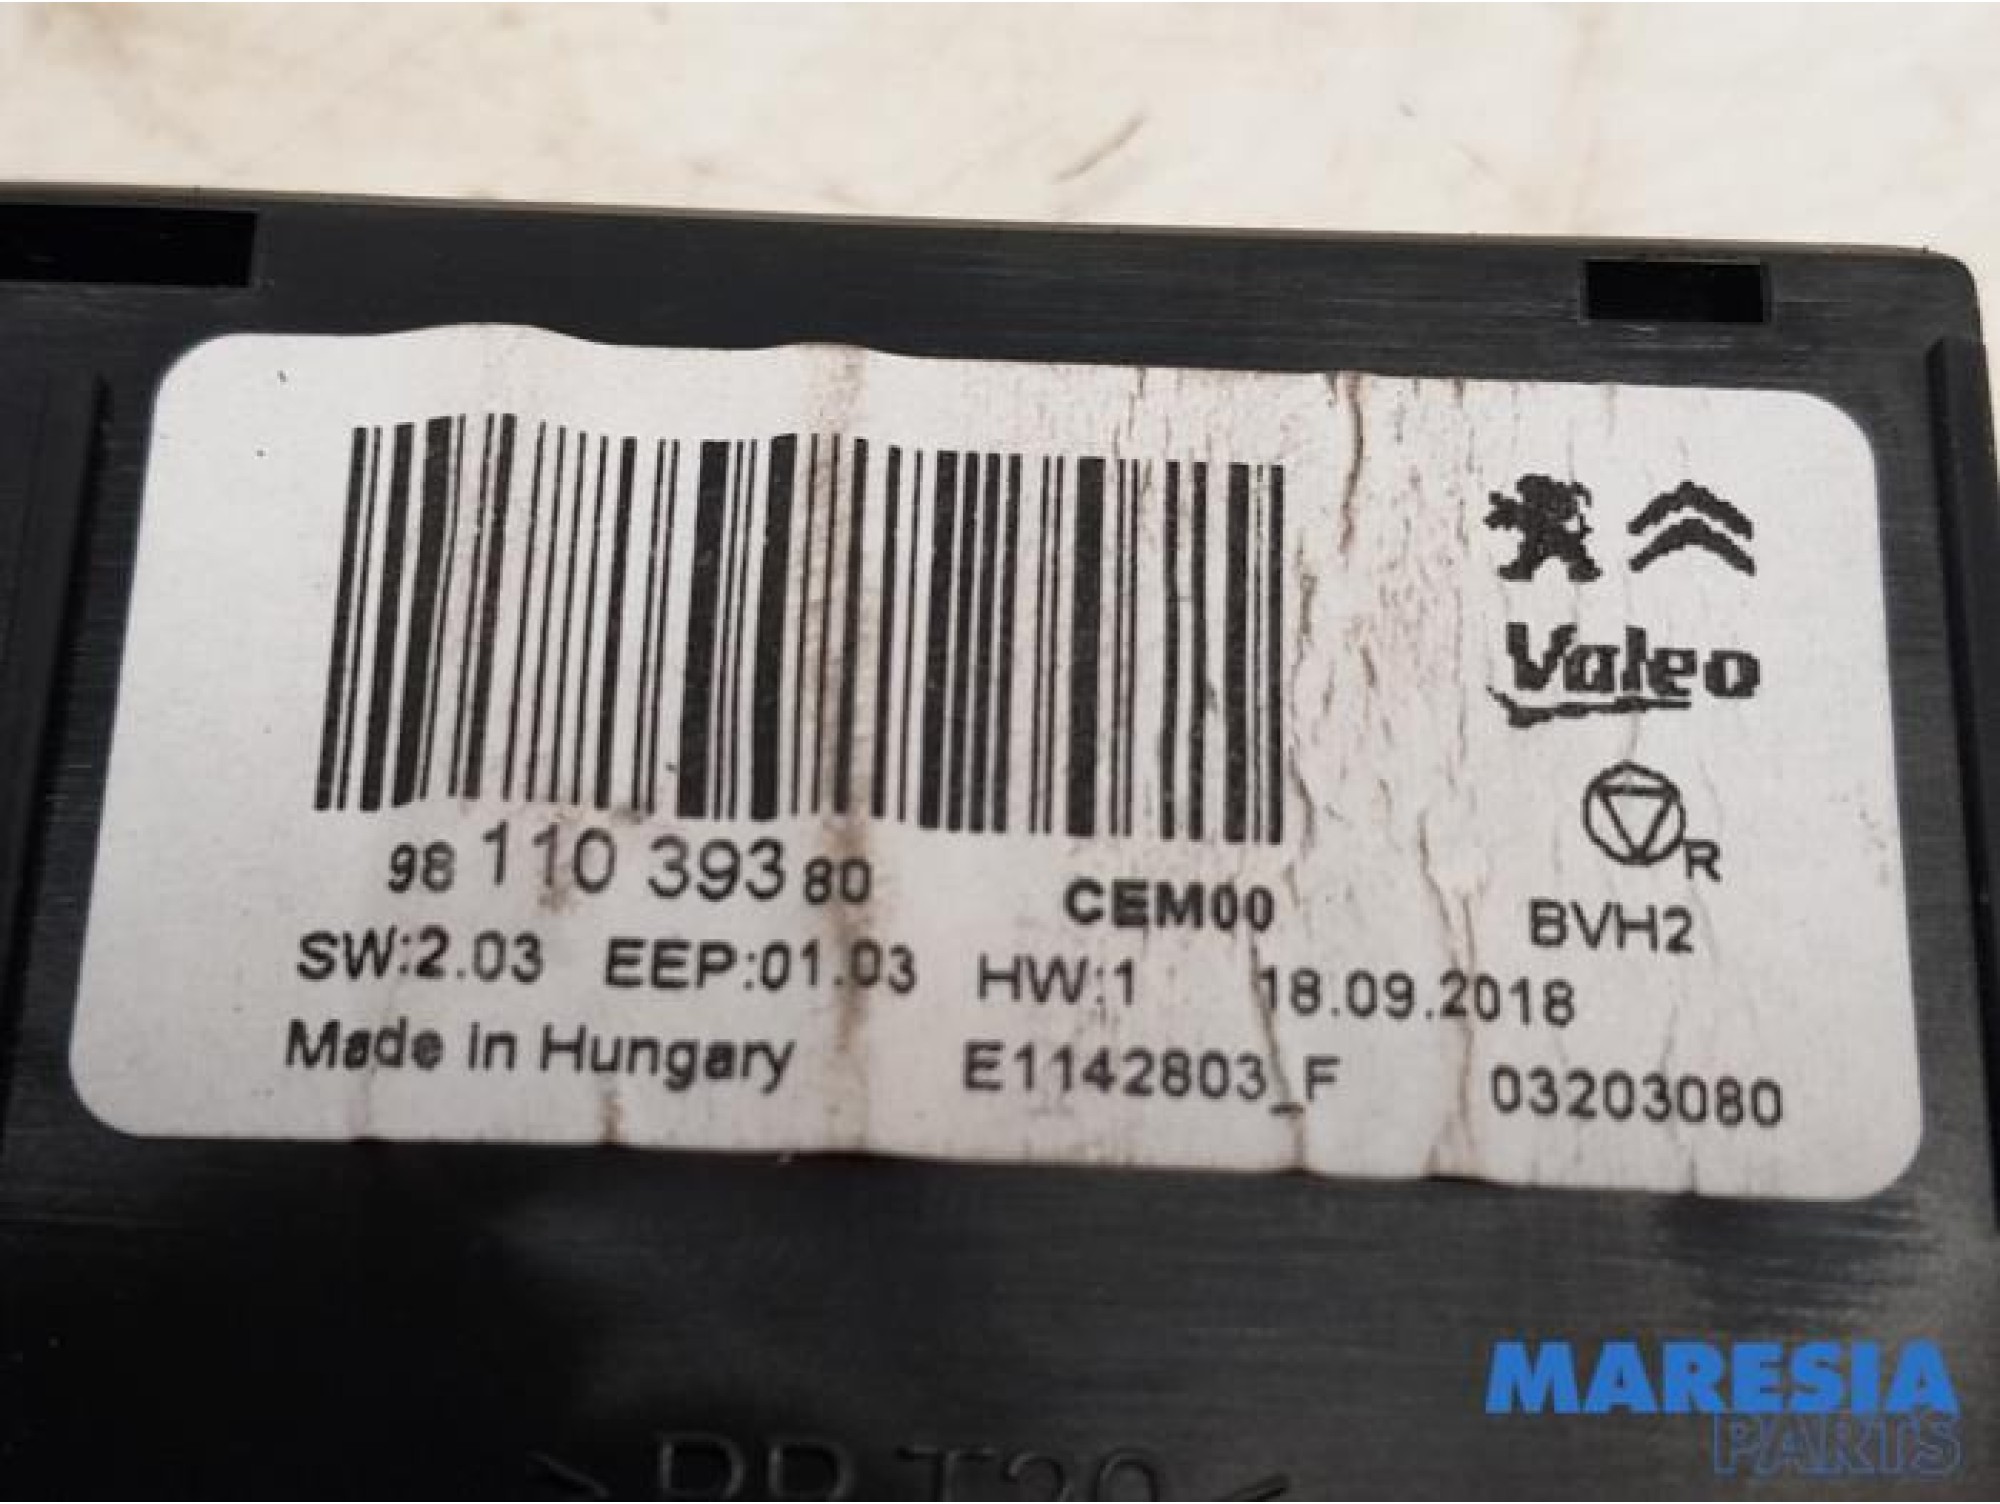 98 110 393 80
CEM00
SW:2.03 EEP:01.03 HW:1 18.09.2018
Made in Hungary E1142803_F 03203080
Valeo
R
BVH2
MARESIA
PARTS